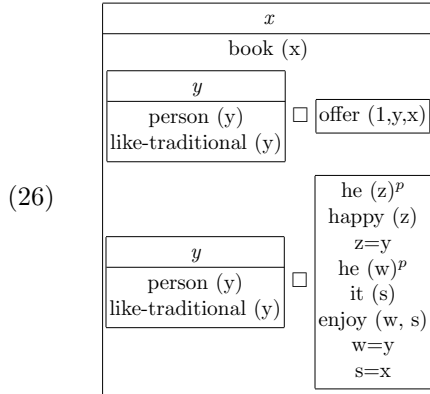 x
book (x)
y
person (y)
like-traditional (y)
□
offer (1,y,x)
(26)
y
person (y)
like-traditional (y)
□
he (z)ᵖ
happy (z)
z=y
he (w)ᵖ
it (s)
enjoy (w, s)
w=y
s=x